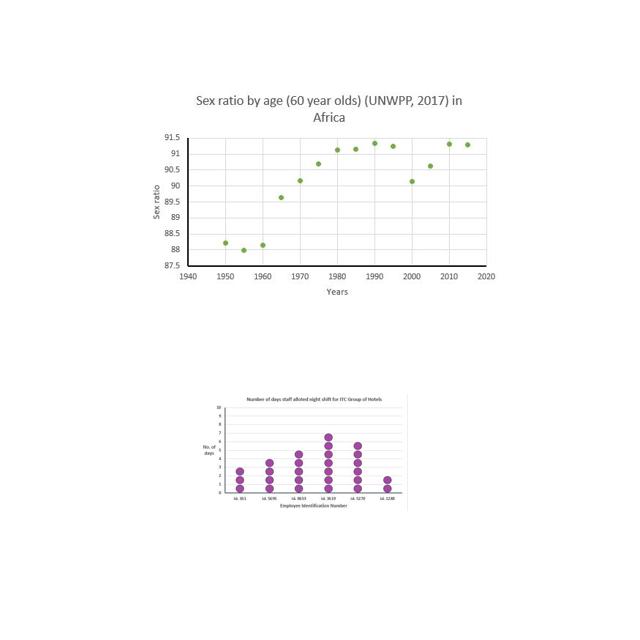 Sex ratio by age (60 year olds) (UNWPP, 2017) in
Africa
91.5
91
90.5
90
89.5
89
88.5
88
87.5
Sex ratio
1940 1950 1960 1970 1980 1990 2000 2010 2020
Years
Number of days staff alloted night shift for ITC Group of Hotels
10
9
8
7
6
5
4
3
2
1
0
No. of
days
Employee Identification Number